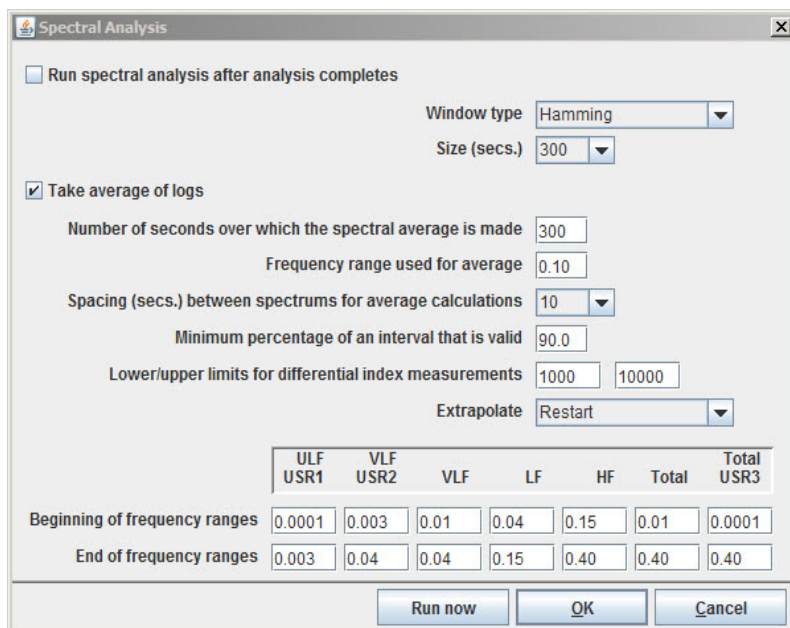 Spectral Analysis
Run spectral analysis after analysis completes
Window type Hamming
Size (secs.) 300
Take average of logs
Number of seconds over which the spectral average is made 300
Frequency range used for average 0.10
Spacing (secs.) between spectrums for average calculations 10
Minimum percentage of an interval that is valid 90.0
Lower/upper limits for differential index measurements 1000 10000
Extrapolate Restart
ULF VLF Total
USR1 USR2 VLF LF HF Total USR3
Beginning of frequency ranges 0.0001 0.003 0.01 0.04 0.15 0.01 0.0001
End of frequency ranges 0.003 0.04 0.04 0.15 0.40 0.40 0.40
Run now OK Cancel